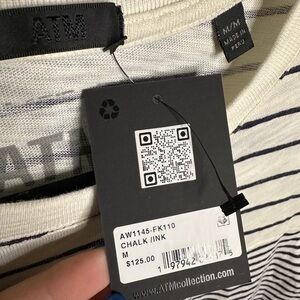 ATM
M/M
MADE IN
PERU
AW1145-FK110
CHALK /INK
M
$125.00
www.ATMcollection.com